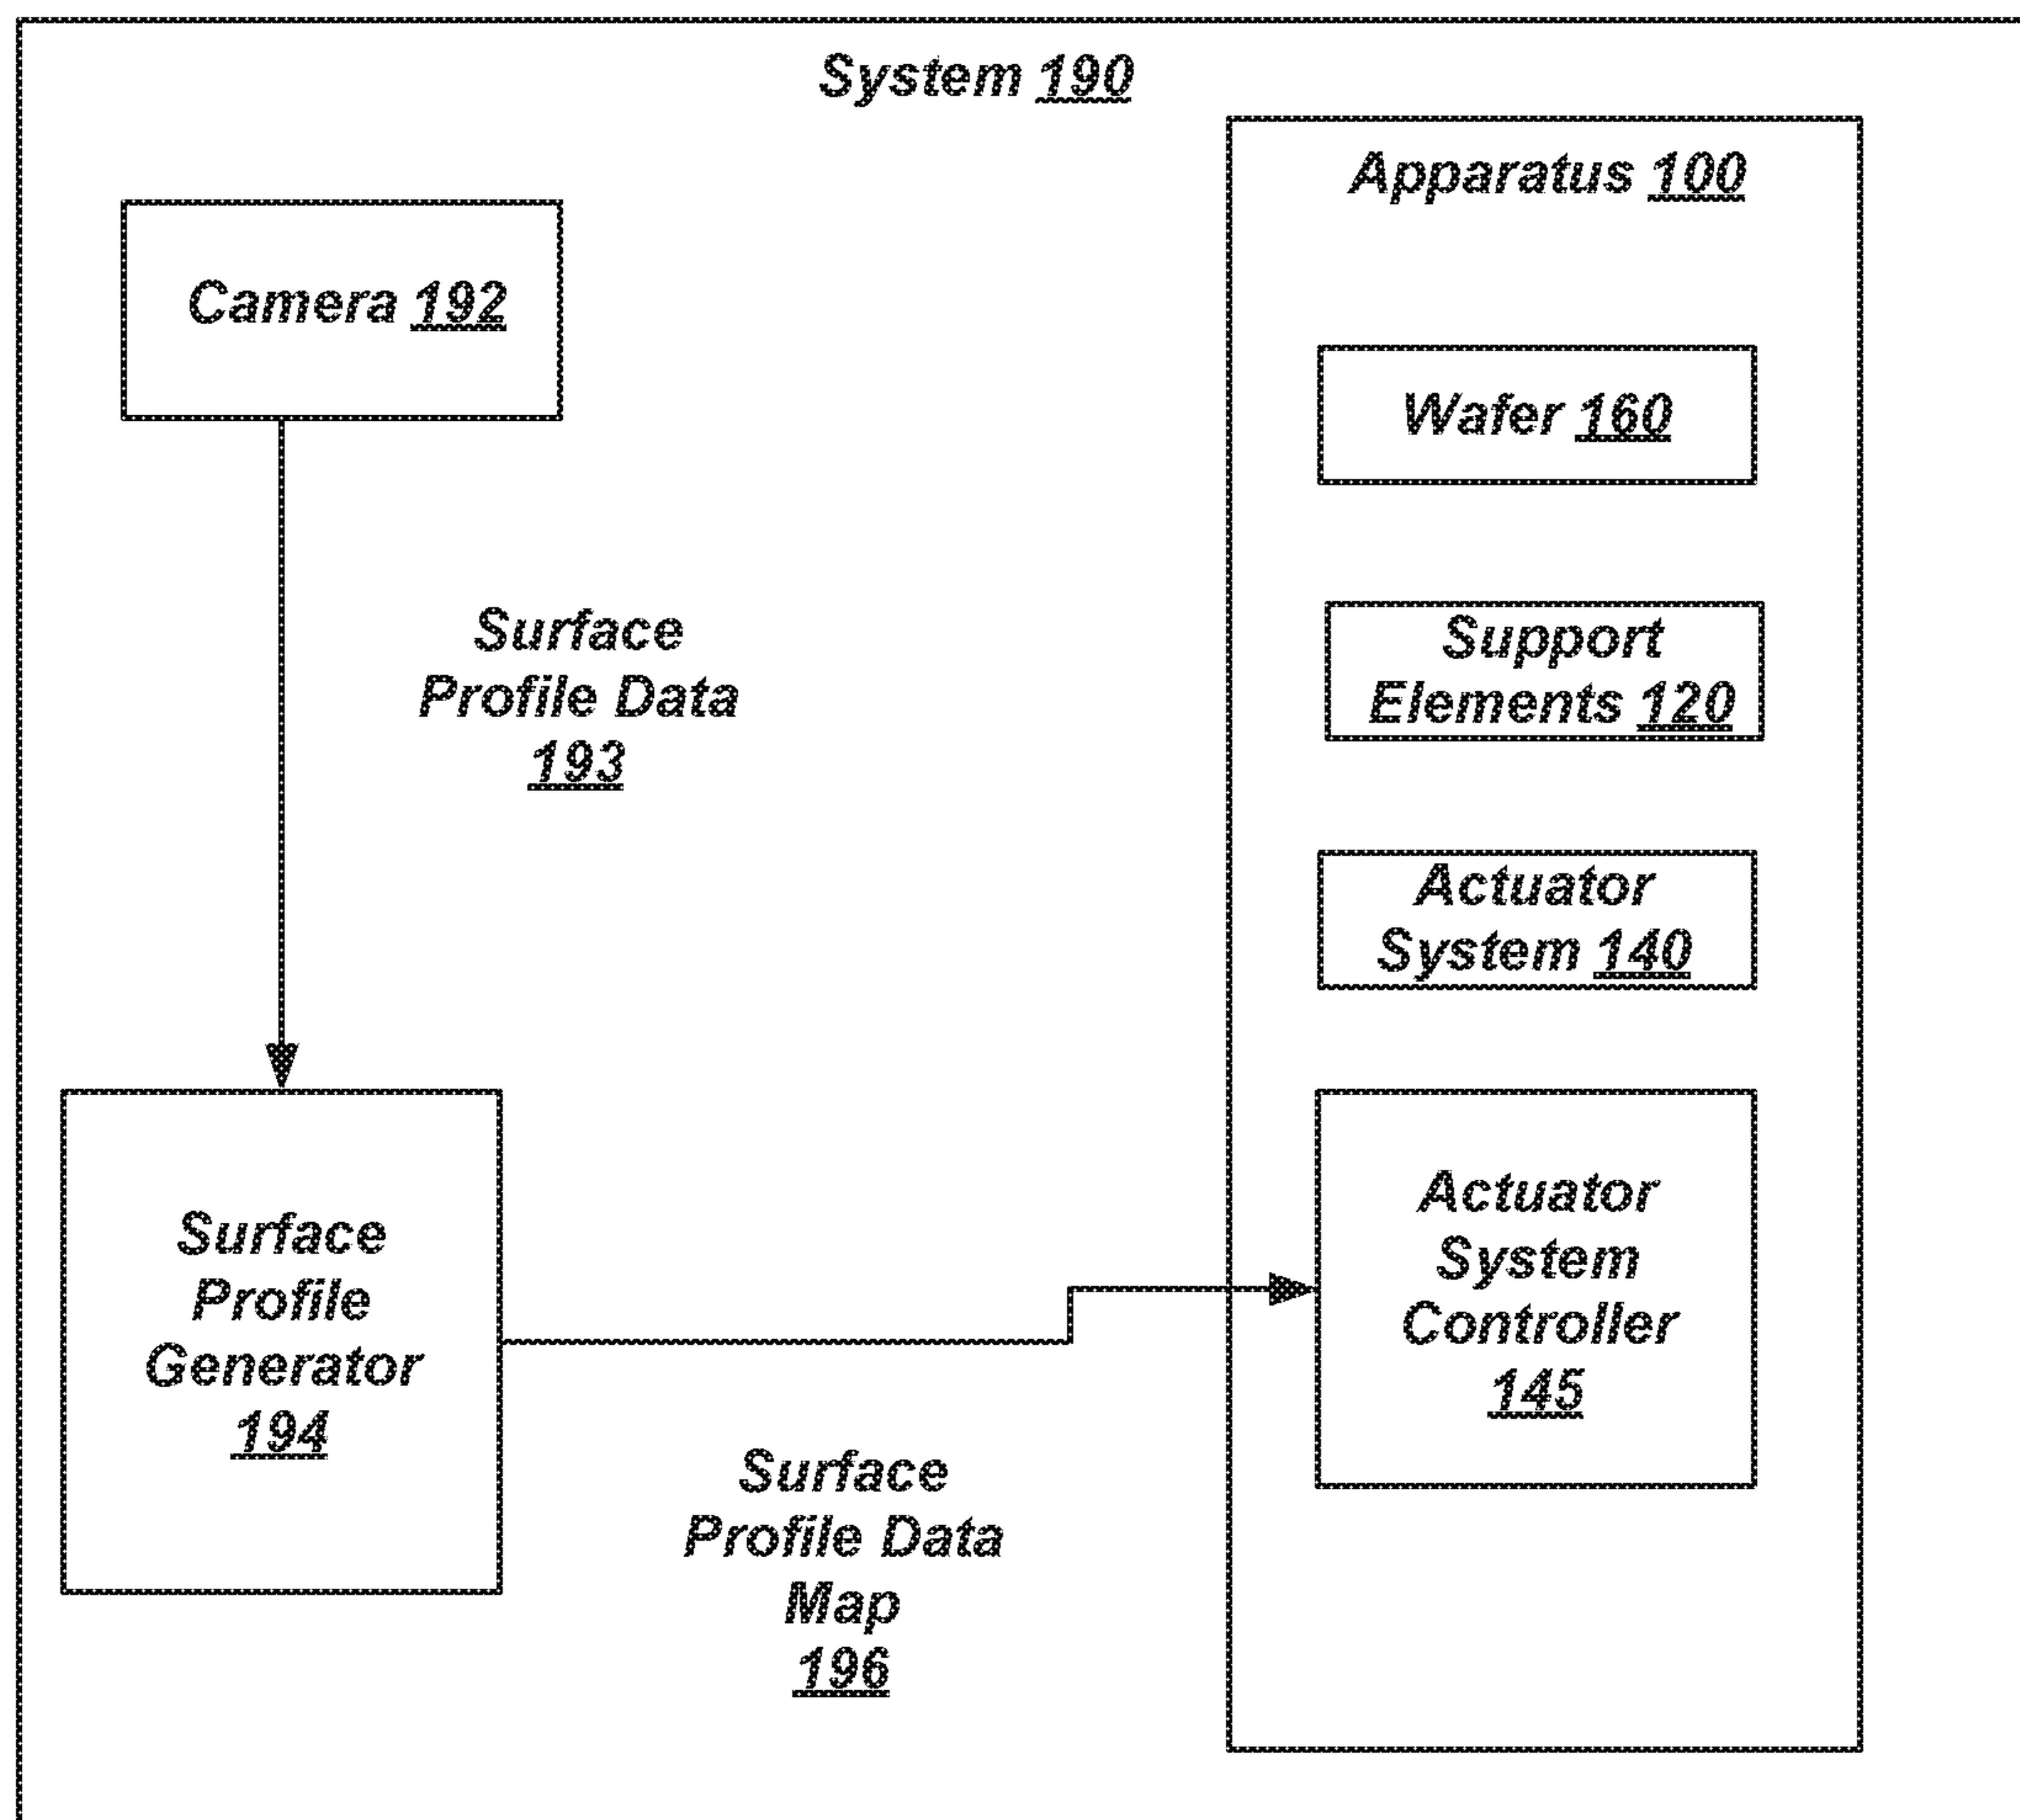 System 190
Apparatus 100
Camera 192
Wafer 160
Surface
Profile Data
193
Support
Elements 120
Actuator
System 140
Surface
Profile
Generator
194
Actuator
System
Controller
145
Surface
Profile Data
Map
196